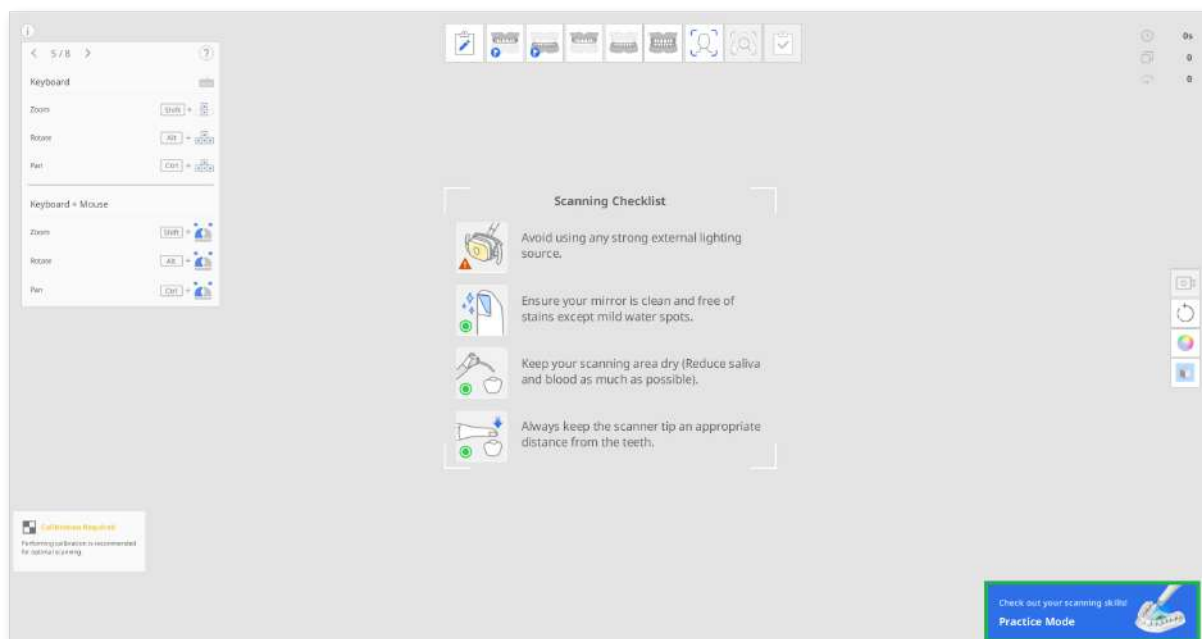 i
< 5/8 > ?
Keyboard
Zoom Shift +
Rotate Alt +
Pan Ctrl +
Keyboard + Mouse
Zoom Shift +
Rotate Alt +
Pan Ctrl +
0s
0
0
Scanning Checklist
Avoid using any strong external lighting
source.
Ensure your mirror is clean and free of
stains except mild water spots.
Keep your scanning area dry (Reduce saliva
and blood as much as possible).
Always keep the scanner tip an appropriate
distance from the teeth.
Calibration Required
Performing calibration is recommended
for optimal scanning.
Check out your scanning skills!
Practice Mode